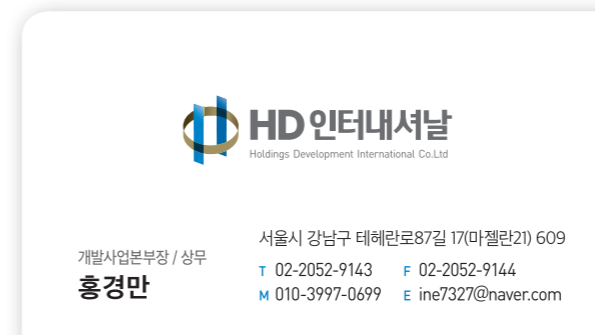 HD인터내셔날
Holdings Development International Co.Ltd
서울시 강남구 테헤란로87길 17(마젤란21) 609
개발사업본부장 / 상무
홍경만
T 02-2052-9143 F 02-2052-9144
M 010-3997-0699 E ine7327@naver.com